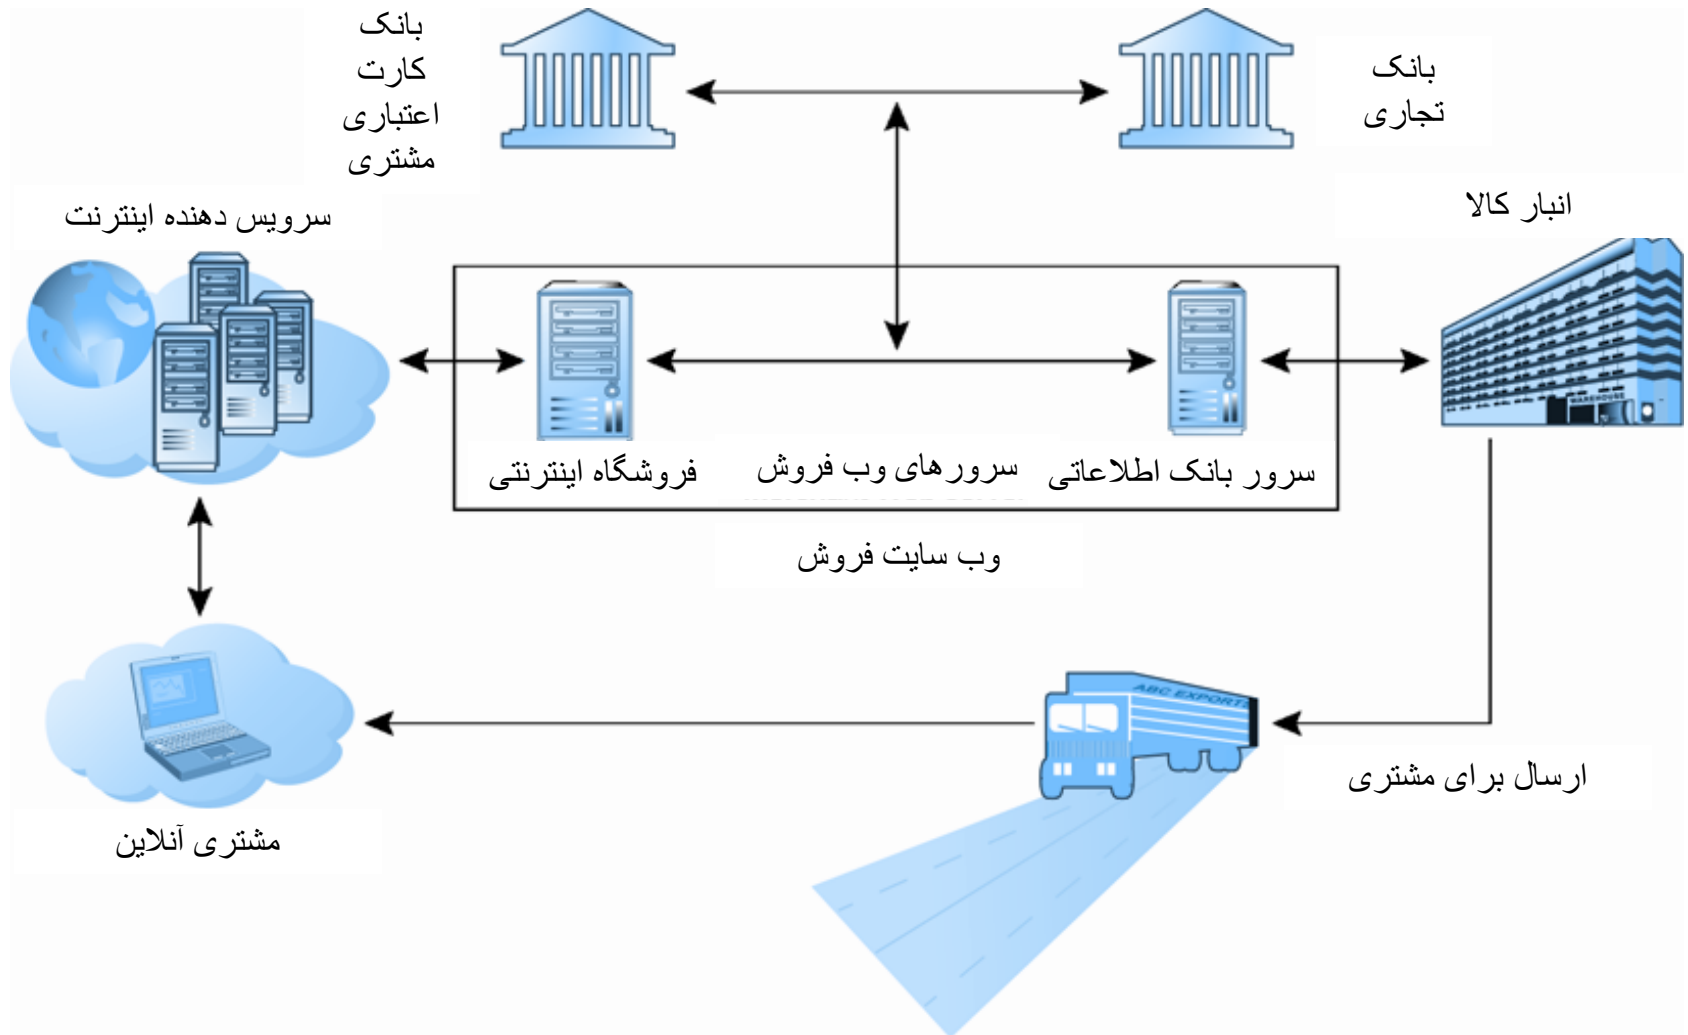 بانک
کارت
اعتباری
مشتری
بانک
تجاری
سرویس دهنده اینترنت
انبار کالا
WAREHOUSE
فروشگاه اینترنتی
سرورهای وب فروش
سرور بانک اطلاعاتی
وب سایت فروش
ABC EXPORTS
ارسال برای مشتری
مشتری آنلاین